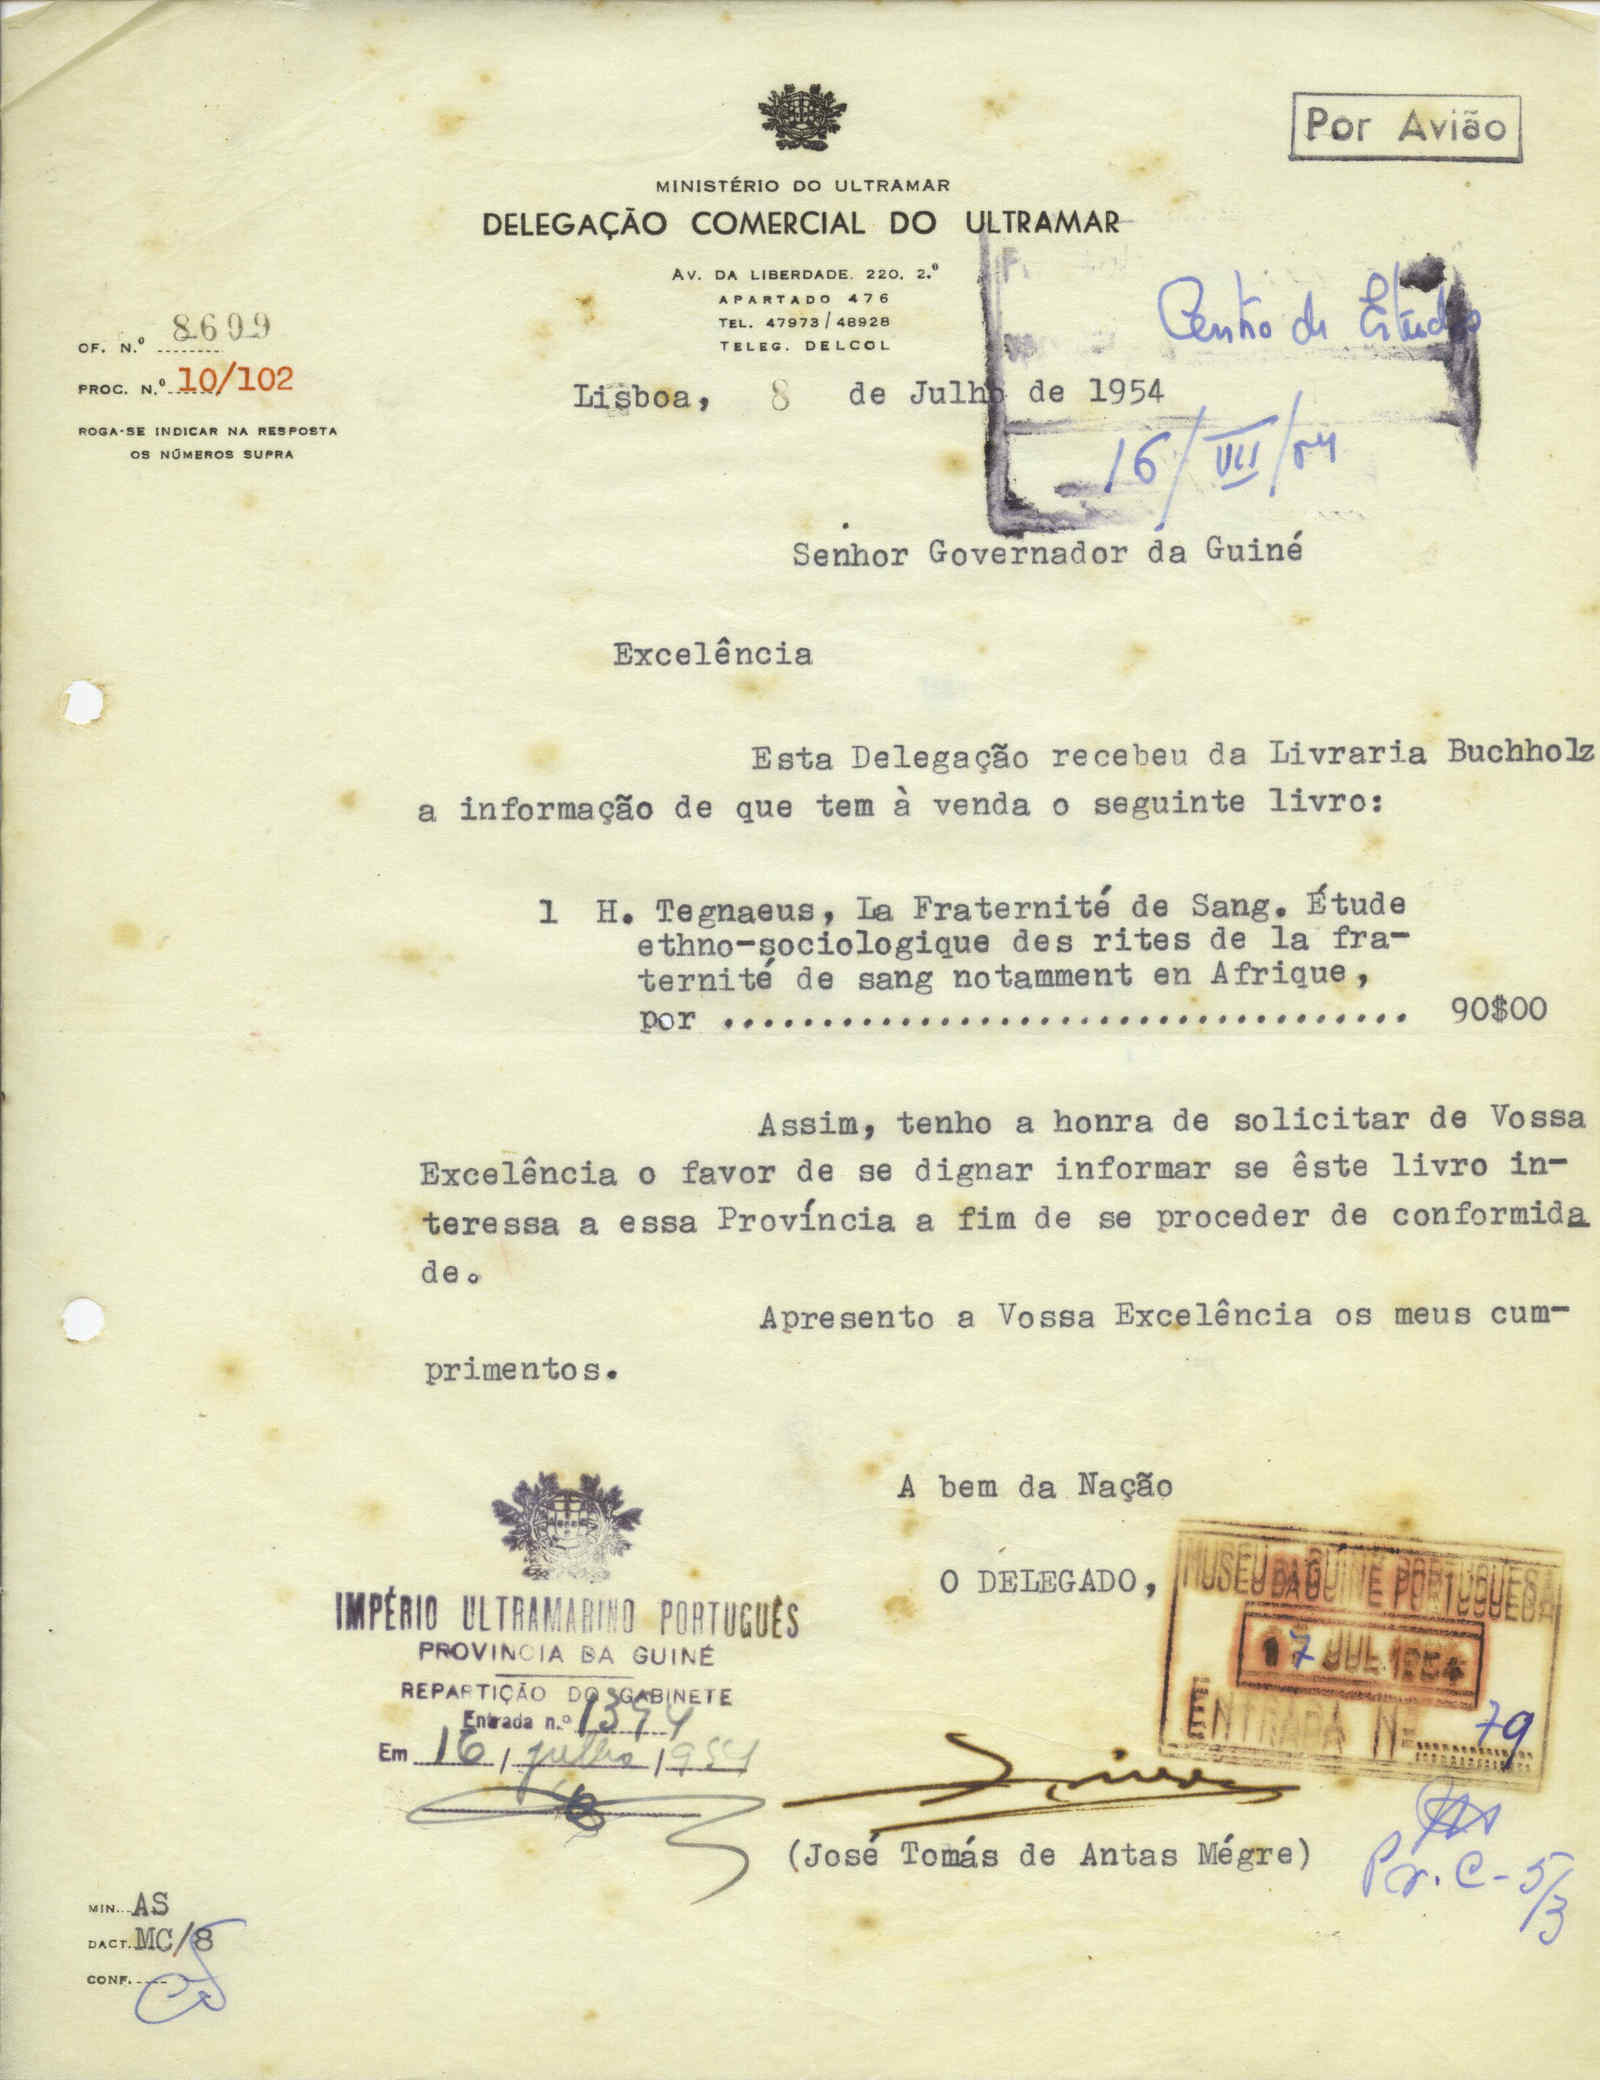 Por Avião
MINISTÉRIO DO ULTRAMAR
DELEGAÇÃO COMERCIAL DO ULTRAMAR
AV. DA LIBERDADE. 220. 2.º
APARTADO 476
TEL. 47973/48928
TELEG. DELCOL
OF. N.º 8699
PROC. N.º 10/102
ROGA-SE INDICAR NA RESPOSTA
OS NÚMEROS SUPRA
Centro de Estudos
Lisboa, 8 de Julho de 1954
16/VII/54
Senhor Governador da Guiné
Excelência
Esta Delegação recebeu da Livraria Buchholz
a informação de que tem à venda o seguinte livro:
1 H. Tegnaeus, La Fraternité de Sang. Étude
ethno-sociologique des rites de la fra-
ternité de sang notamment en Afrique,
por ................................... 90$00
Assim, tenho a honra de solicitar de Vossa
Excelência o favor de se dignar informar se êste livro in-
teressa a essa Província a fim de se proceder de conformida
de.
Apresento a Vossa Excelência os meus cum-
primentos.
A bem da Nação
O DELEGADO,
MUSEU DA GUINÉ PORTUGUESA
17 JUL. 1954
ENTRADA Nº 79
IMPÉRIO ULTRAMARINO PORTUGUÊS
PROVINCIA DA GUINÉ
REPARTIÇÃO DO GABINETE
Entrada n.º
Em 16 / julho / 954
(José Tomás de Antas Mégre)
Pr. C-5/3
MIN. AS
DACT. MC/8
CONF.